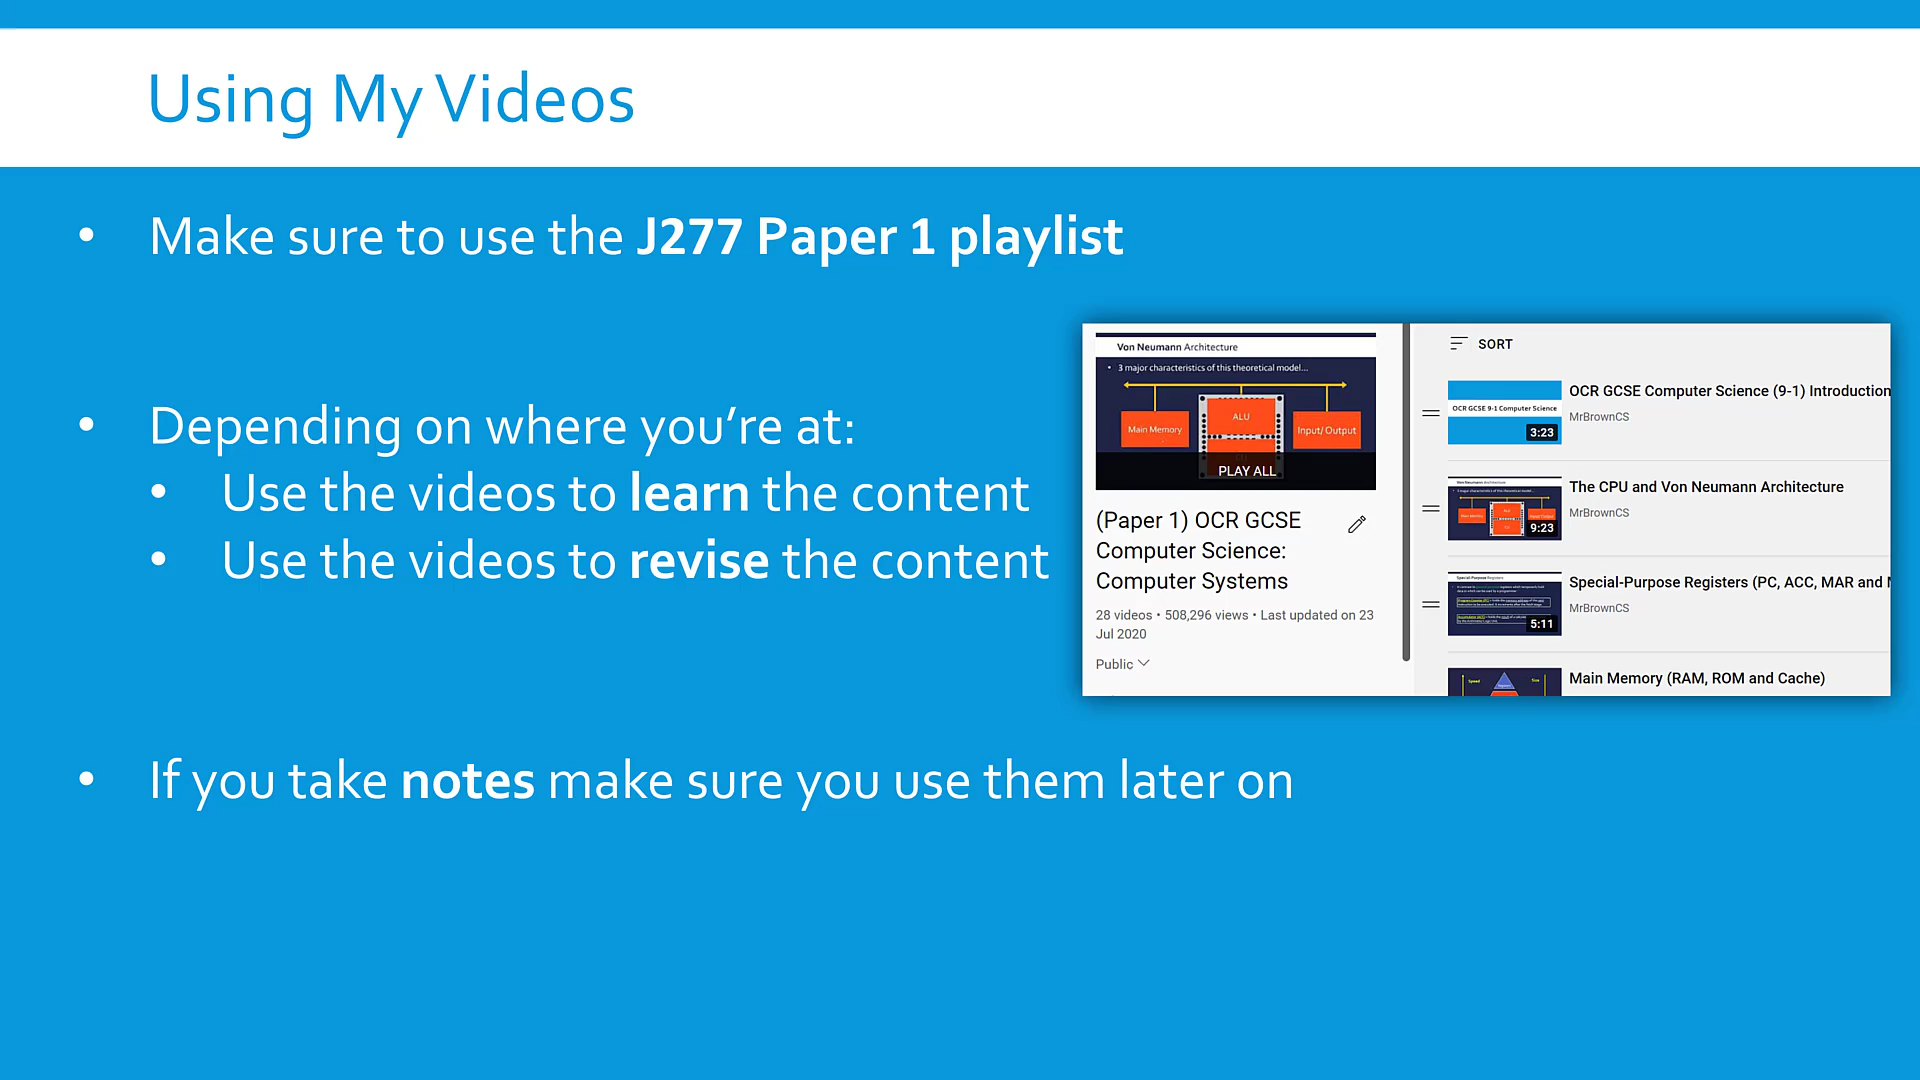 Using My Videos
• Make sure to use the J277 Paper 1 playlist
• Depending on where you're at:
• Use the videos to learn the content
• Use the videos to revise the content
• If you take notes make sure you use them later on
Von Neumann Architecture
• 3 major characteristics of this theoretical model...
Main Memory
ALU
Input/Output
PLAY ALL
(Paper 1) OCR GCSE
Computer Science:
Computer Systems
28 videos • 508,296 views • Last updated on 23
Jul 2020
Public
SORT
OCR GCSE 9-1 Computer Science
3:23
OCR GCSE Computer Science (9-1) Introduction
MrBrownCS
9:23
The CPU and Von Neumann Architecture
MrBrownCS
Special-Purpose Registers
5:11
Special-Purpose Registers (PC, ACC, MAR and
MrBrownCS
Speed
Size
Main Memory (RAM, ROM and Cache)